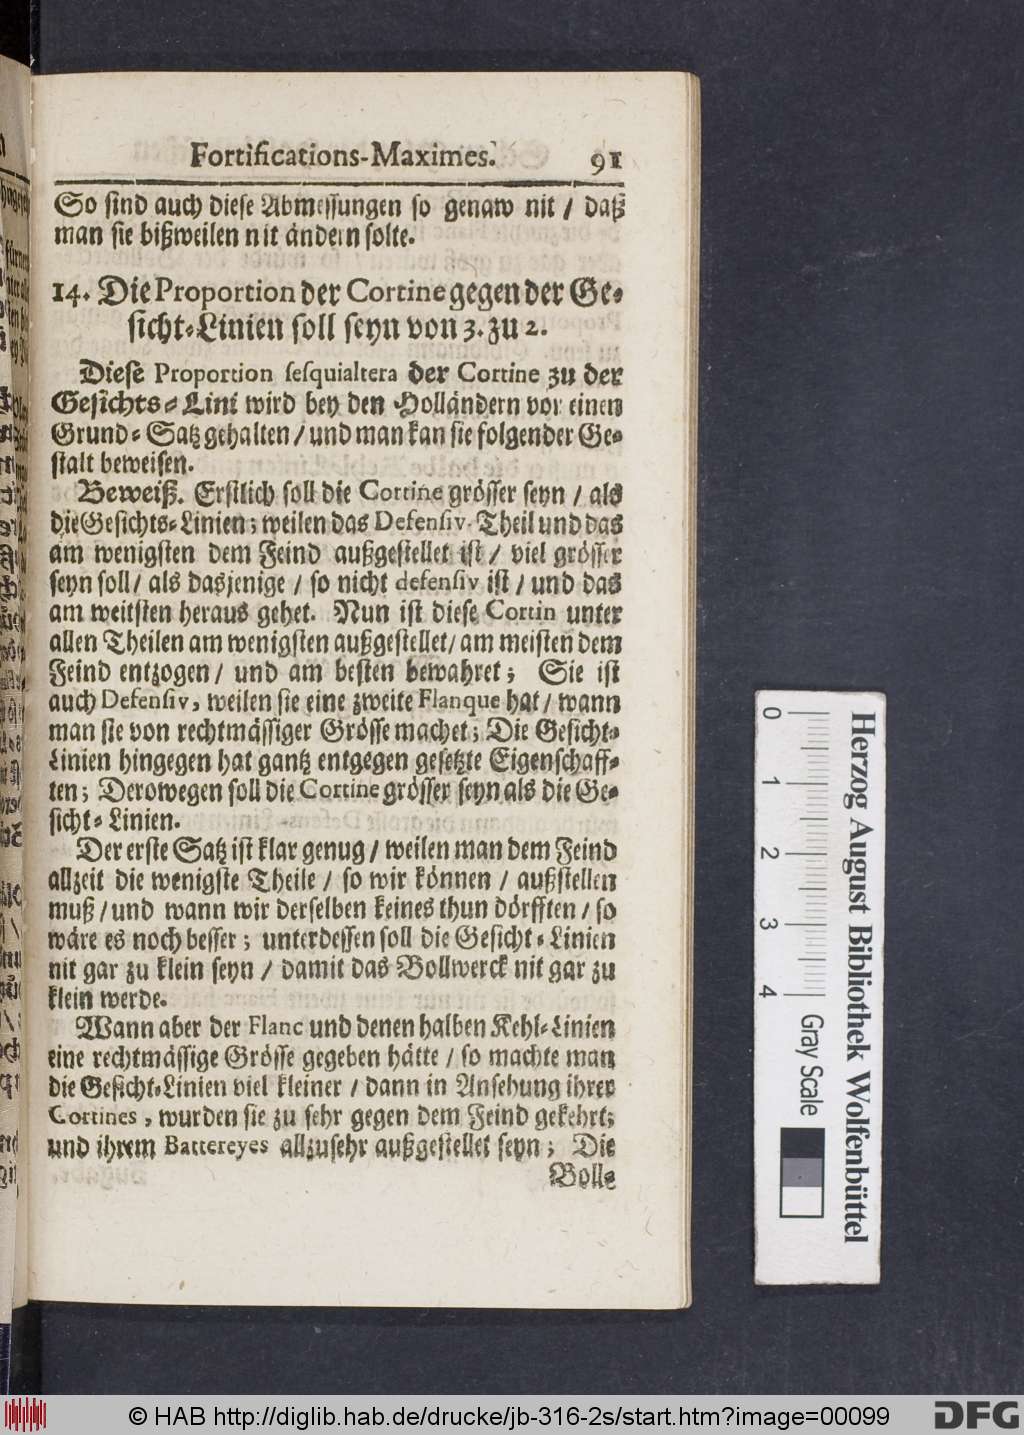 Fortifications-Maximes. 91
So sind auch diese Abmessungen so genaw nit / daß
man sie bißweilen nit ändern solte.
14. Die Proportion der Cortine gegen der Ge-
sicht-Linien soll seyn von 3. zu 2.
Diese Proportion sesquialtera der Cortine zu der
Gesichts-Lini wird bey den Holländern vor einen
Grund-Satz gehalten / und man kan sie folgender Ge-
stalt beweisen.
Beweiß. Erstlich soll die Cortine grösser seyn / als
die Gesichts-Linien; weilen das Defensiv-Theil und das
am wenigsten dem Feind außgestellet ist / viel grösser
seyn soll / als dasjenige / so nicht defensiv ist / und das
am weitsten heraus gehet. Nun ist diese Cortin unter
allen Theilen am wenigsten außgestellet / am meisten dem
Feind entzogen / und am besten bewahret; Sie ist
auch Defensiv, weilen sie eine zweite Flanque hat / wann
man sie von rechtmässiger Grösse machet; Die Gesicht-
Linien hingegen hat gantz entgegen gesetzte Eigenschaff-
ten; Derowegen soll die Cortine grösser seyn als die Ge-
sicht-Linien.
Der erste Satz ist klar genug / weilen man dem Feind
allzeit die wenigste Theile / so wir können / außstellen
muß / und wann wir derselben keines thun dörfften / so
wäre es noch besser; unterdessen soll die Gesicht-Linien
nit gar zu klein seyn / damit das Bollwerck nit gar zu
klein werde.
Wann aber der Flanc und denen halben Kehl-Linien
eine rechtmässige Grösse gegeben hätte / so machte man
die Gesicht-Linien viel kleiner / dann in Ansehung ihrer
Cortines, wurden sie zu sehr gegen dem Feind gekehrt;
und ihrem Battereyes allzusehr außgestellet seyn; Die
Boll-
Herzog August Bibliothek Wolfenbüttel
0 1 2 3 4 Gray Scale
© HAB http://diglib.hab.de/drucke/jb-316-2s/start.htm?image=00099
DFG